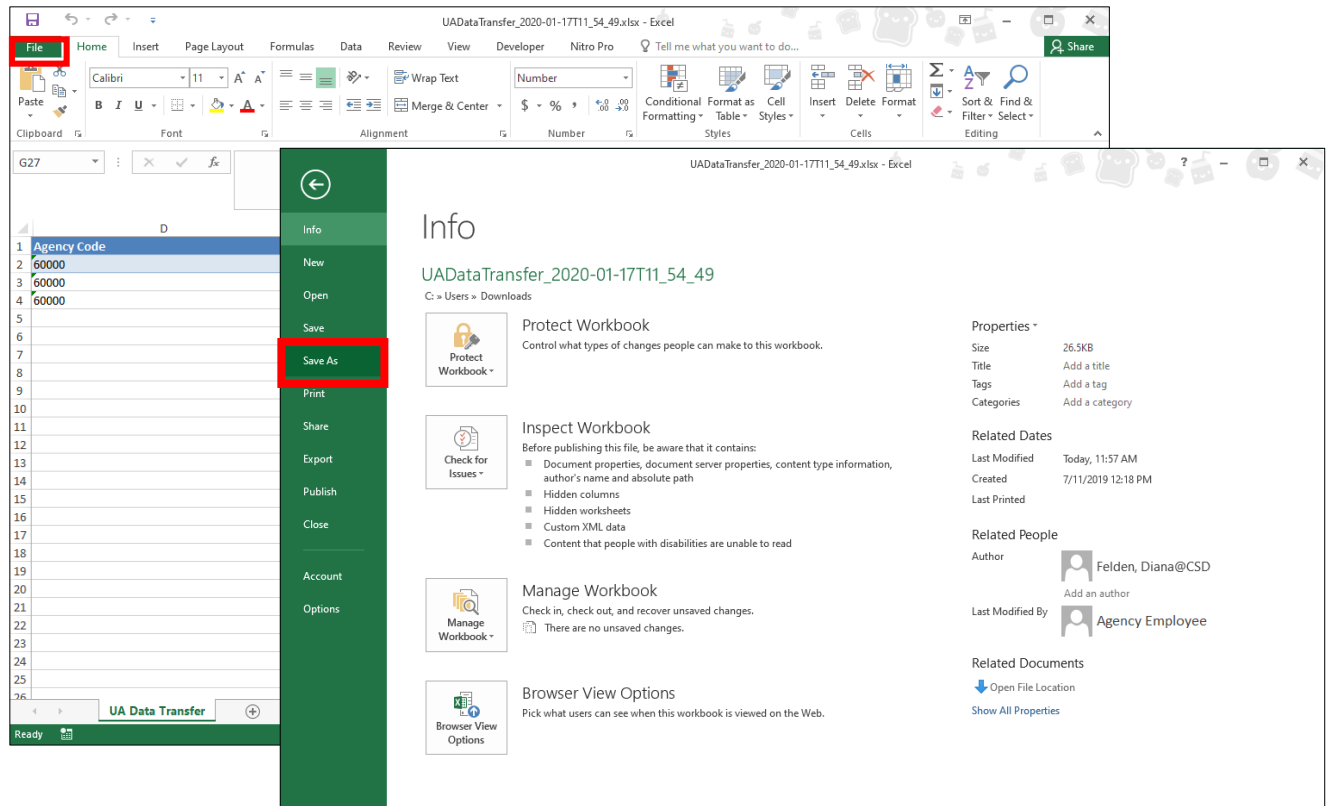 UADataTransfer_2020-01-17T11_54_49.xlsx - Excel
File Home Insert Page Layout Formulas Data Review View Developer Nitro Pro Tell me what you want to do... Share
Calibri 11 A A Wrap Text Number
Paste B I U A Merge & Center $ % , .0 .00 .00 .0
Conditional Formatting Format as Table Cell Styles Insert Delete Format Sort & Filter Find & Select
Clipboard Font Alignment Number Styles Cells Editing
G27 fx
D
1 Agency Code
2 60000
3 60000
4 60000
5
6
7
8
9
10
11
12
13
14
15
16
17
18
19
20
21
22
23
24
25
26
UA Data Transfer
Ready
UADataTransfer_2020-01-17T11_54_49.xlsx - Excel ?
Info
New
Open
Save
Save As
Print
Share
Export
Publish
Close
Account
Options
Info
UADataTransfer_2020-01-17T11_54_49
C: » Users » Downloads
Protect Workbook
Protect Workbook
Control what types of changes people can make to this workbook.
Check for Issues
Inspect Workbook
Before publishing this file, be aware that it contains:
Document properties, document server properties, content type information,
author's name and absolute path
Hidden columns
Hidden worksheets
Custom XML data
Content that people with disabilities are unable to read
Manage Workbook
Manage Workbook
Check in, check out, and recover unsaved changes.
There are no unsaved changes.
Browser View Options
Browser View Options
Pick what users can see when this workbook is viewed on the Web.
Properties
Size 26.5KB
Title Add a title
Tags Add a tag
Categories Add a category
Related Dates
Last Modified Today, 11:57 AM
Created 7/11/2019 12:18 PM
Last Printed
Related People
Author Felden, Diana@CSD
Add an author
Last Modified By Agency Employee
Related Documents
Open File Location
Show All Properties